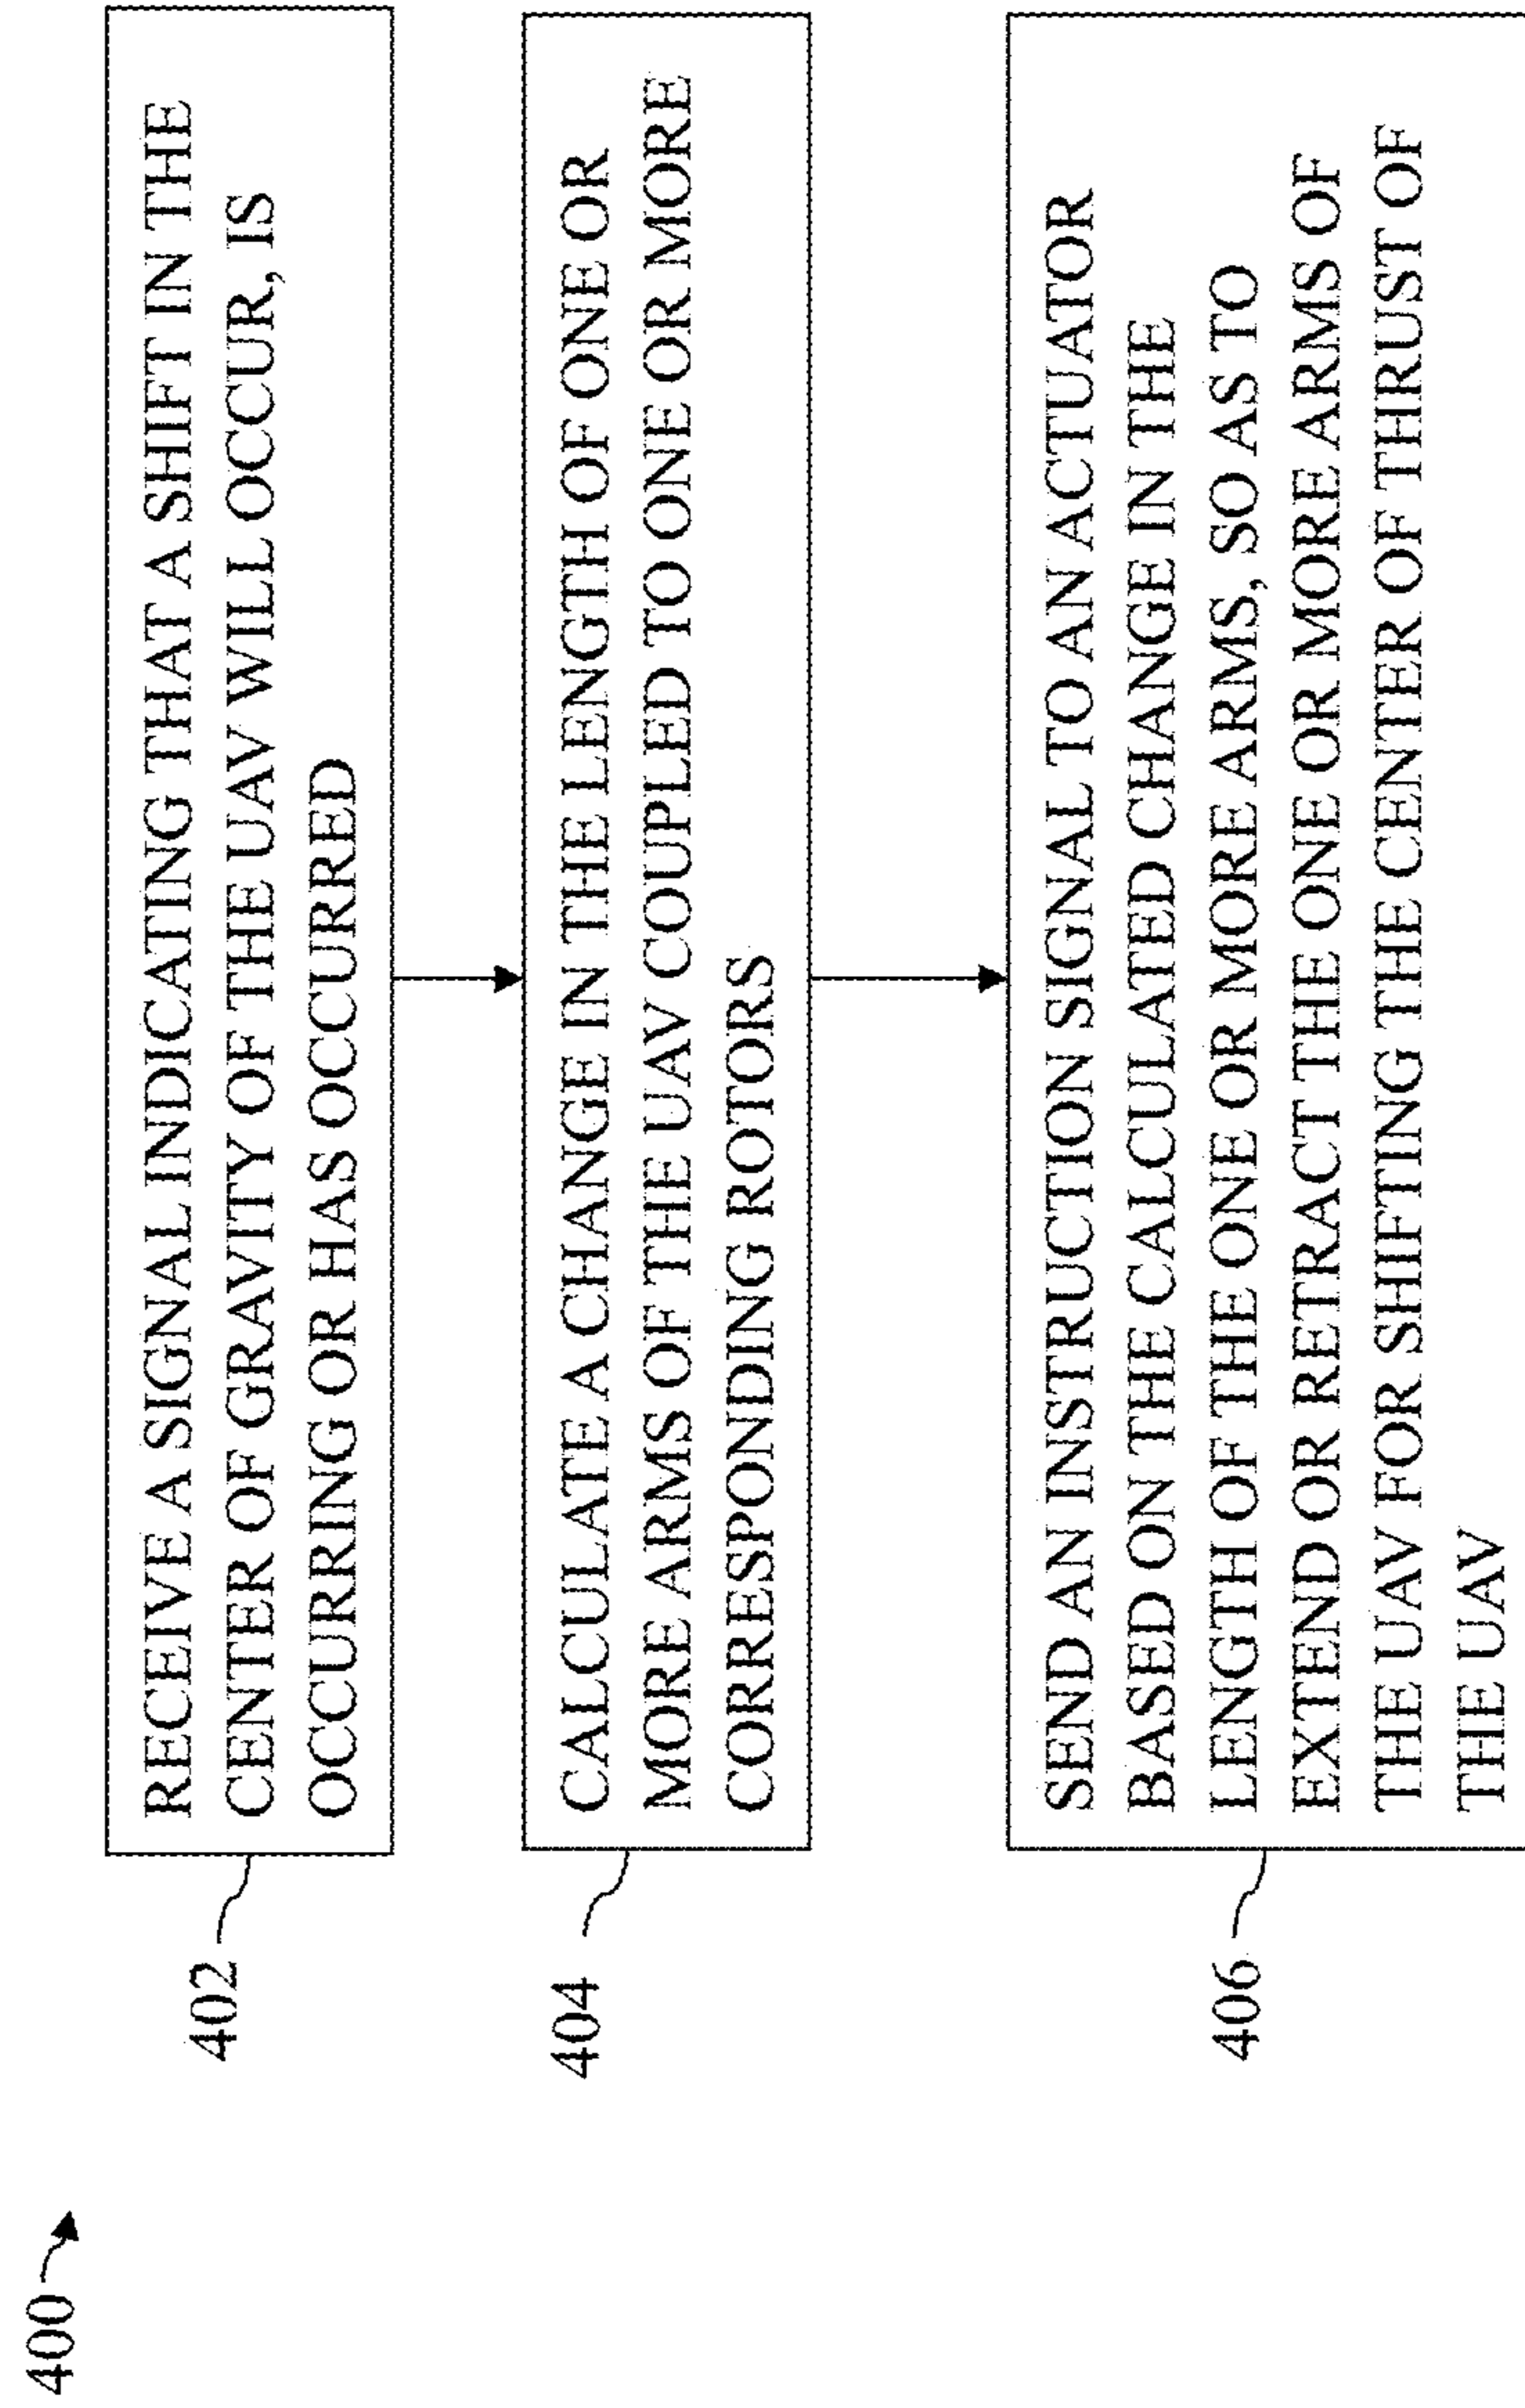 400
402
RECEIVE A SIGNAL INDICATING THAT A SHIFT IN THE
CENTER OF GRAVITY OF THE UAV WILL OCCUR, IS
OCCURRING OR HAS OCCURRED
404
CALCULATE A CHANGE IN THE LENGTH OF ONE OR
MORE ARMS OF THE UAV COUPLED TO ONE OR MORE
CORRESPONDING ROTORS
406
SEND AN INSTRUCTION SIGNAL TO AN ACTUATOR
BASED ON THE CALCULATED CHANGE IN THE
LENGTH OF THE ONE OR MORE ARMS, SO AS TO
EXTEND OR RETRACT THE ONE OR MORE ARMS OF
THE UAV FOR SHIFTING THE CENTER OF THRUST OF
THE UAV